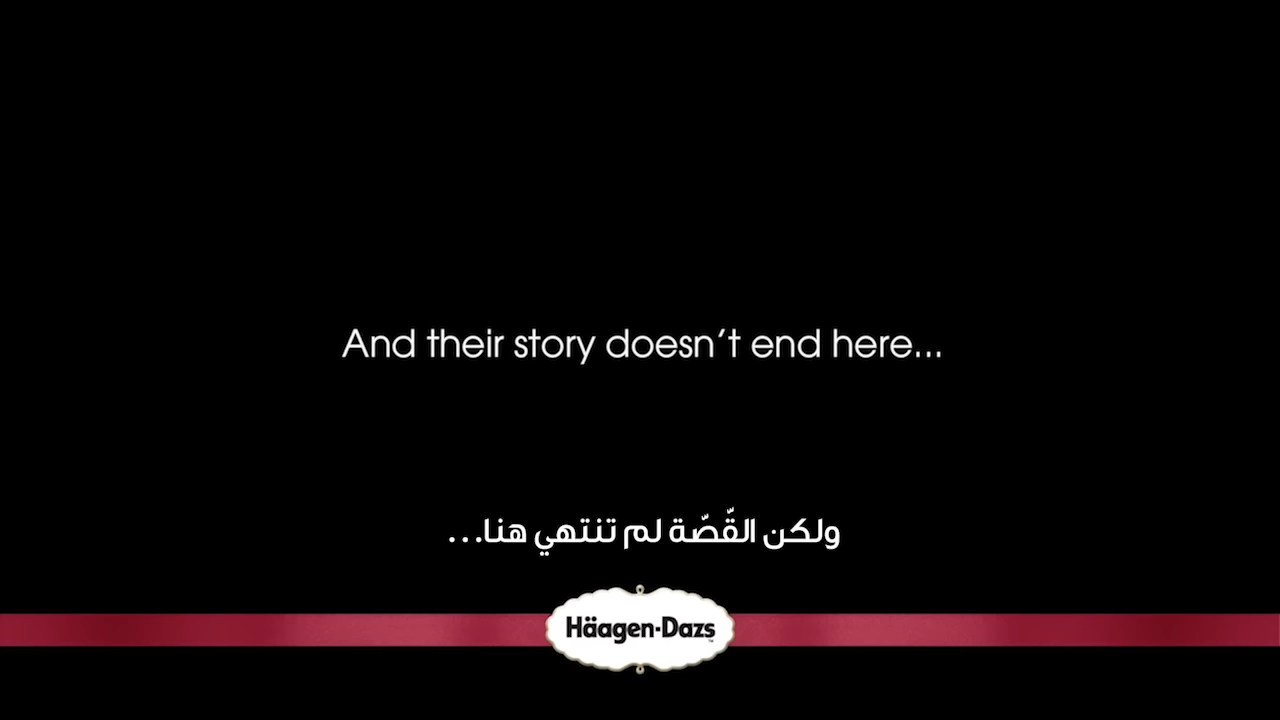 And their story doesn't end here...
ولكن القّصّة لم تنتهي هنا...
Häagen-Dazs